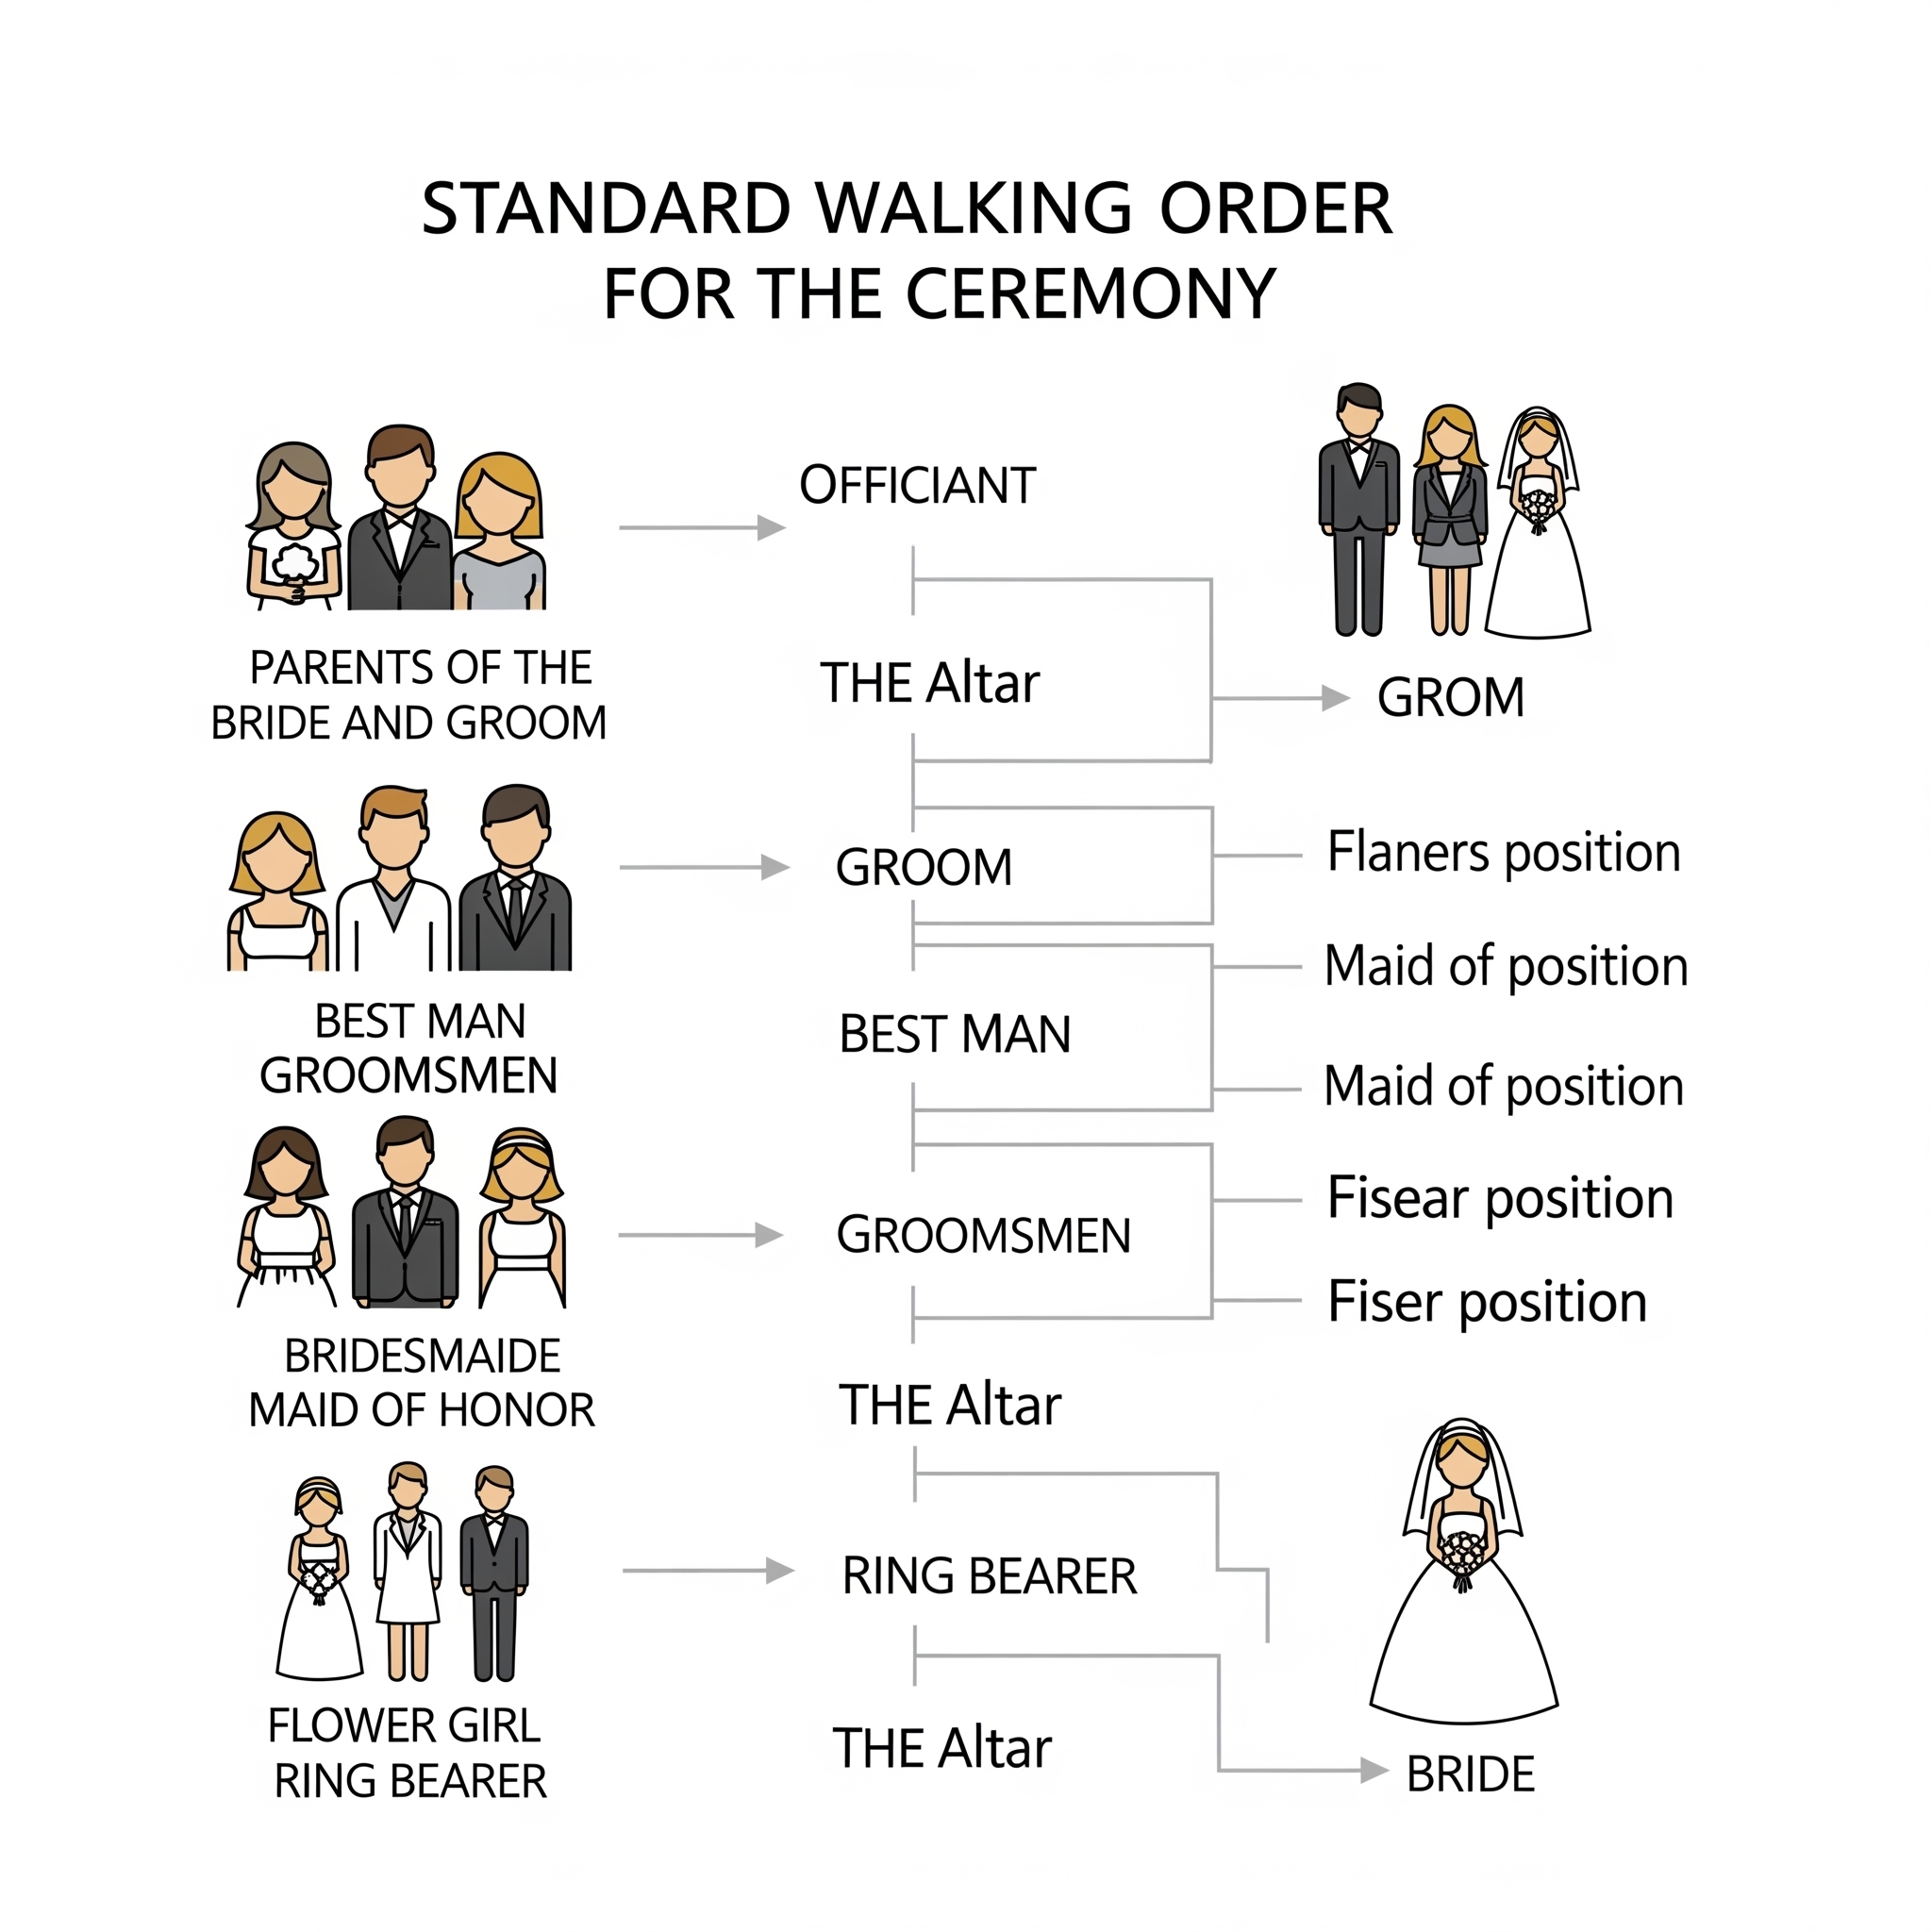 STANDARD WALKING ORDER
FOR THE CEREMONY
OFFICIANT
PARENTS OF THE
BRIDE AND GROOM
THE Altar
GROM
GROOM
Flaners position
BEST MAN
GROOMSMEN
Maid of position
BEST MAN
Maid of position
GROOMSMEN
Fisear position
Fiser position
BRIDESMAIDE
MAID OF HONOR
THE Altar
RING BEARER
FLOWER GIRL
RING BEARER
THE Altar
BRIDE